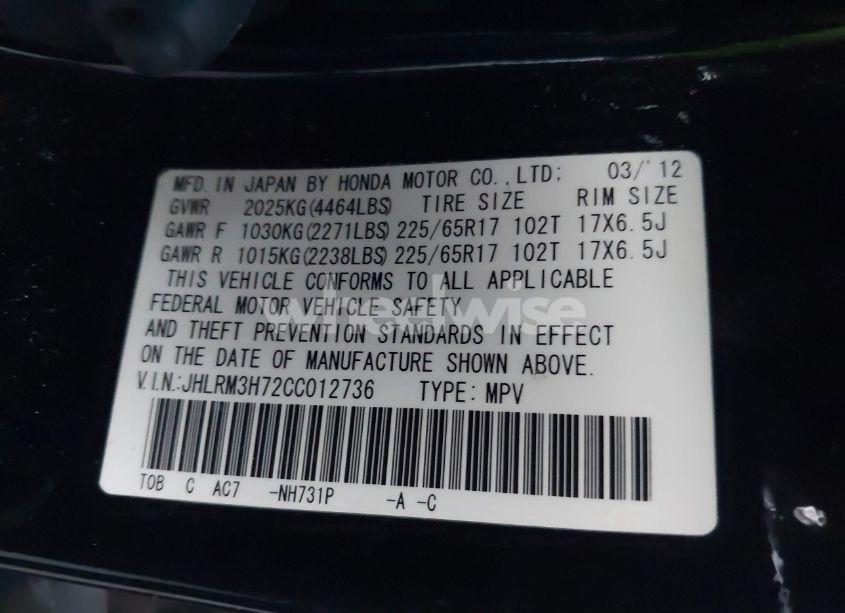 MFD. IN JAPAN BY HONDA MOTOR CO.,LTD: 03/'12
GVWR 2025KG(4464LBS) TIRE SIZE RIM SIZE
GAWR F 1030KG(2271LBS) 225/65R17 102T 17X6.5J
GAWR R 1015KG(2238LBS) 225/65R17 102T 17X6.5J
THIS VEHICLE CONFORMS TO ALL APPLICABLE
FEDERAL MOTOR VEHICLE SAFETY
AND THEFT PREVENTION STANDARDS IN EFFECT
ON THE DATE OF MANUFACTURE SHOWN ABOVE.
V.I.N.:JHLRM3H72CC012736 TYPE: MPV
TOB C AC7 -NH731P -A -C
wheelwise